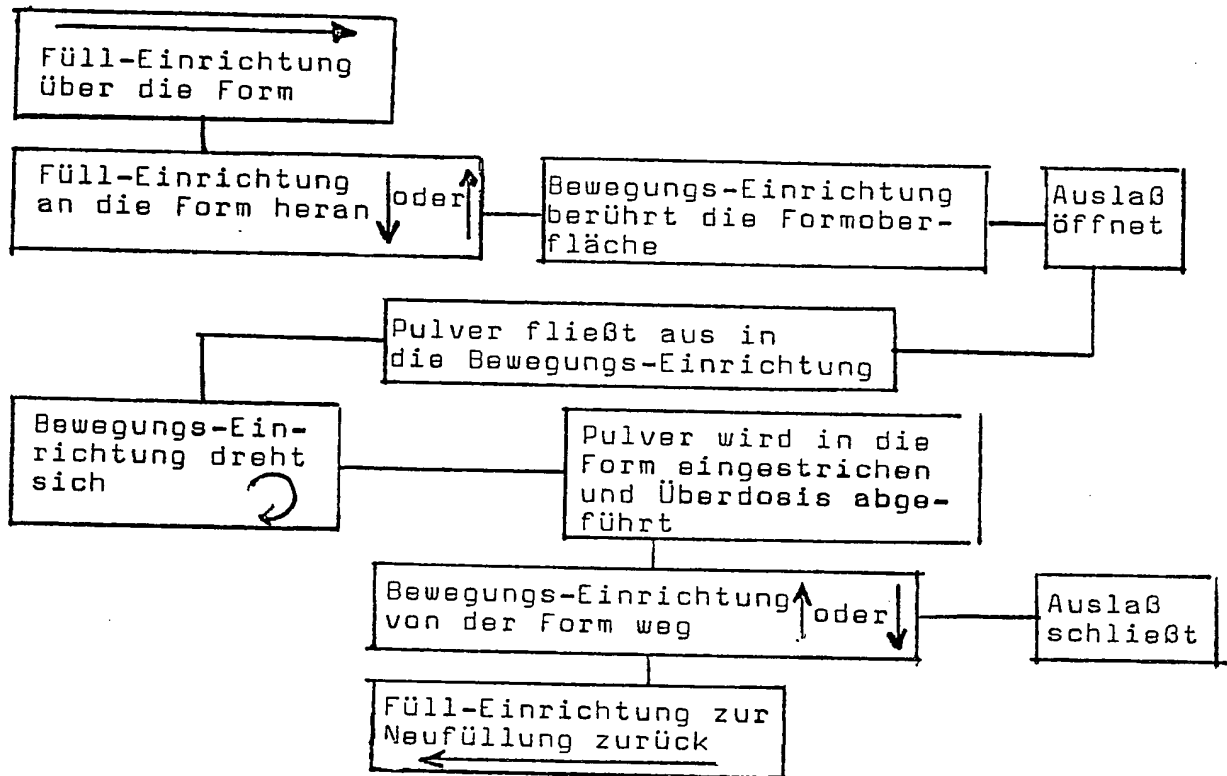 Füll-Einrichtung
über die Form
Füll-Einrichtung
an die Form heran oder
Bewegungs-Einrichtung
berührt die Formober-
fläche
Auslaß
öffnet
Pulver fließt aus in
die Bewegungs-Einrichtung
Bewegungs-Ein-
richtung dreht
sich
Pulver wird in die
Form eingestrichen
und Überdosis abge-
führt
Bewegungs-Einrichtung
von der Form weg oder
Auslaß
schließt
Füll-Einrichtung zur
Neufüllung zurück